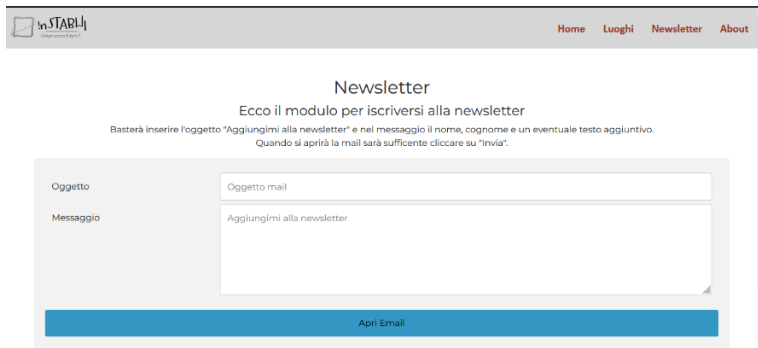 InSTABILI
Home Luoghi Newsletter About
Newsletter
Ecco il modulo per iscriversi alla newsletter
Basterà inserire l'oggetto "Aggiungimi alla newsletter" e nel messaggio il nome, cognome e un eventuale testo aggiuntivo.
Quando si aprirà la mail sarà sufficente cliccare su "Invia".
Oggetto
Oggetto mail
Messaggio
Aggiungimi alla newsletter
Apri Email